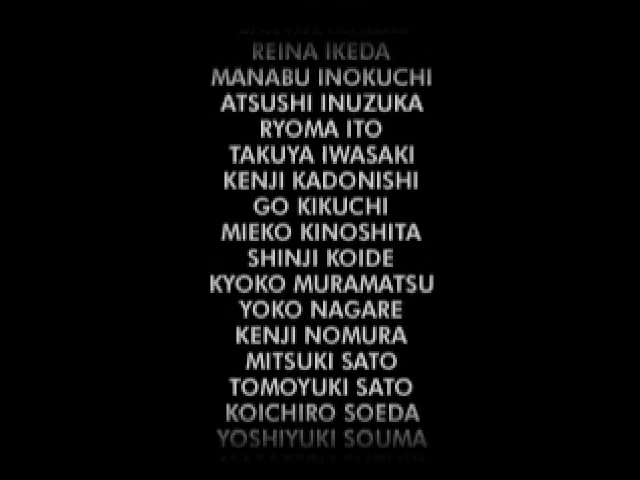 REINA IKEDA
MANABU INOKUCHI
ATSUSHI INUZUKA
RYOMA ITO
TAKUYA IWASAKI
KENJI KADONISHI
GO KIKUCHI
MIEKO KINOSHITA
SHINJI KOIDE
KYOKO MURAMATSU
YOKO NAGARE
KENJI NOMURA
MITSUKI SATO
TOMOYUKI SATO
KOICHIRO SOEDA
YOSHIYUKI SOUMA